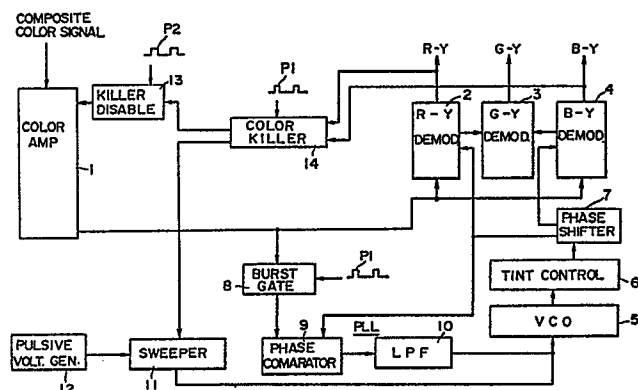 COMPOSITE
COLOR SIGNAL
P2
R-Y
G-Y
B-Y
13
P1
KILLER
DISABLE
2
3
4
COLOR
AMP
COLOR
KILLER
14
R-Y
DEMOD.
G-Y
DEMOD.
B-Y
DEMOD.
1
7
PHASE
SHIFTER
BURST
GATE
8
P1
TINT CONTROL
6
9
PLL
10
VCO
5
PULSIVE
VOLT. GEN.
12
SWEEPER
11
PHASE
COMARATOR
LPF